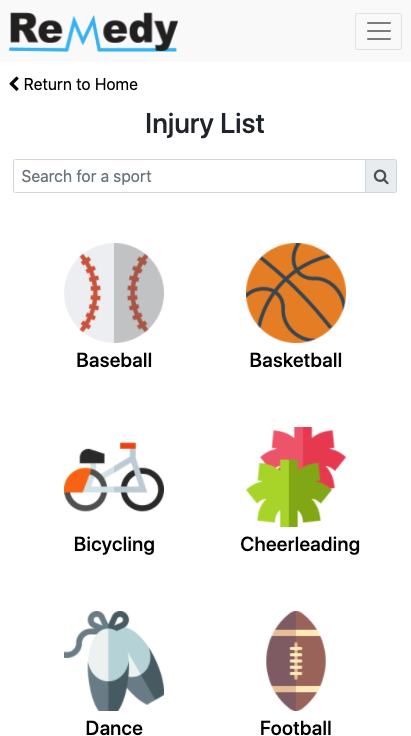 ReMedy
Return to Home
Injury List
Search for a sport
Baseball
Basketball
Bicycling
Cheerleading
Dance
Football